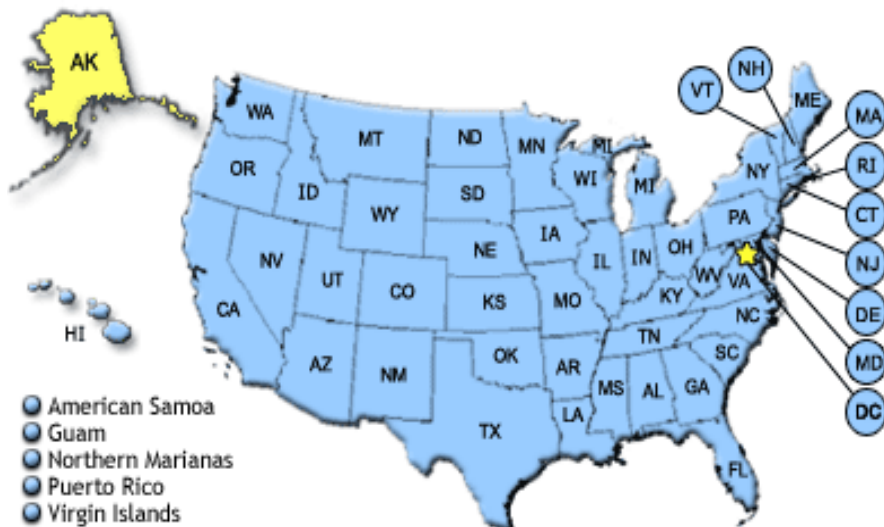 AK
NH
VT
ME
WA
MA
MT
ND
MN
MI
OR
NY
RI
ID
SD
WI
MI
WY
CT
PA
IA
NE
OH
NV
IL
IN
NJ
UT
WV
CO
VA
CA
KS
MO
KY
DE
NC
HI
TN
OK
SC
AZ
AR
MD
NM
MS
AL
GA
American Samoa
DC
LA
Guam
TX
Northern Marianas
FL
Puerto Rico
Virgin Islands